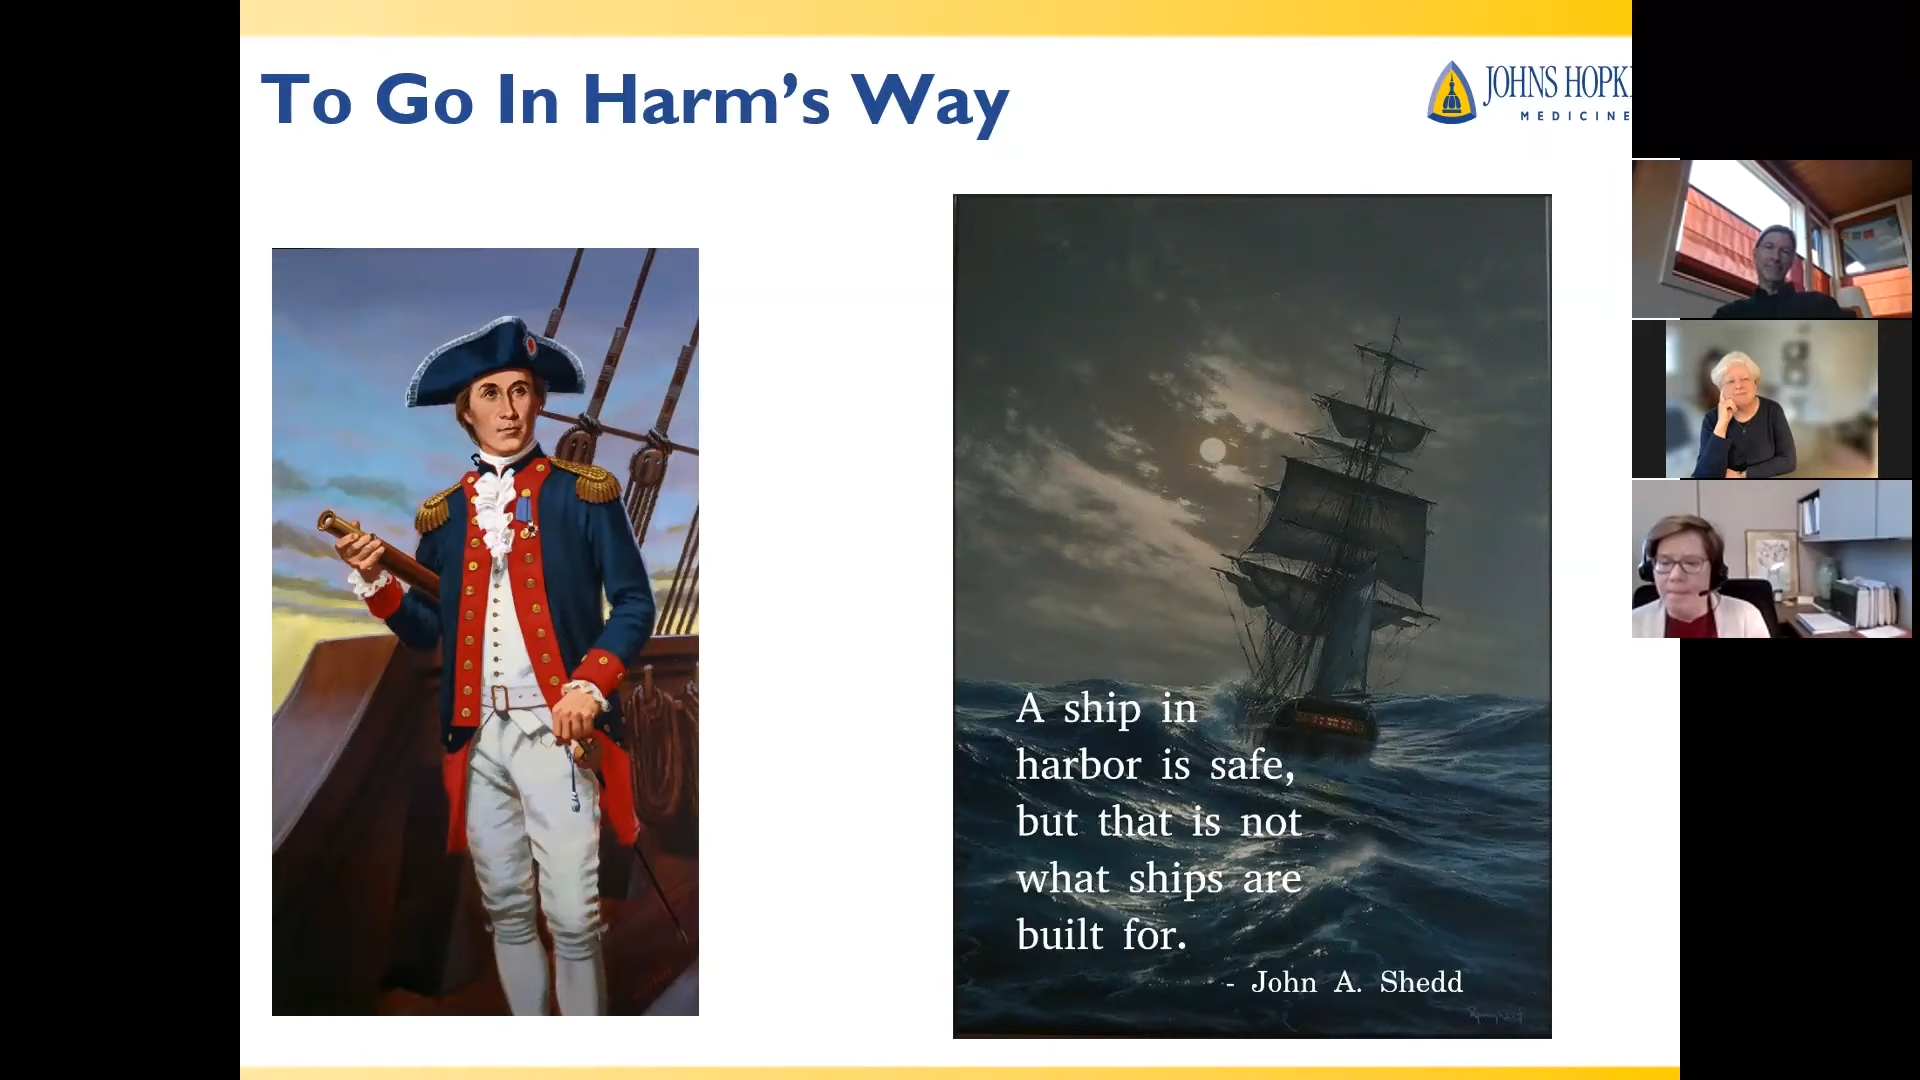 To Go In Harm's Way
JOHNS HOPK
MEDICINE
A ship in
harbor is safe,
but that is not
what ships are
built for.
- John A. Shedd